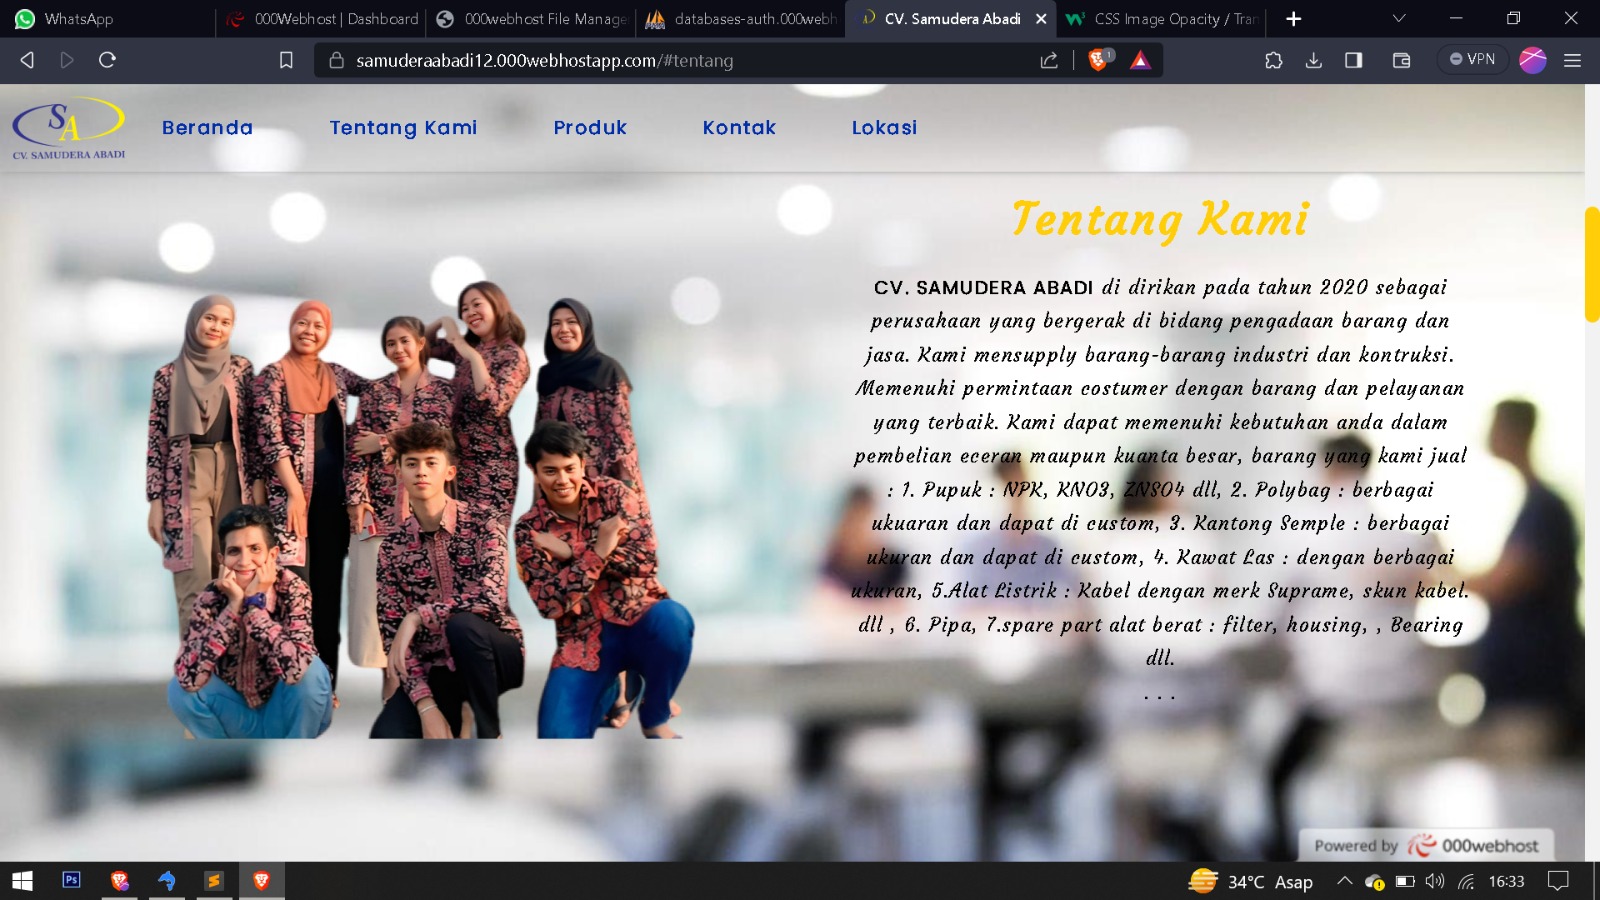 WhatsApp
000Webhost | Dashboard
000webhost File Manage
databases-auth.000webh
CV. Samudera Abadi
CSS Image Opacity / Tran
samuderaabadi12.000webhostapp.com/#tentang
1
VPN
SA
CV. SAMUDERA ABADI
Beranda
Tentang Kami
Produk
Kontak
Lokasi
Tentang Kami
CV. SAMUDERA ABADI di dirikan pada tahun 2020 sebagai
perusahaan yang bergerak di bidang pengadaan barang dan
jasa. Kami mensupply barang-barang industri dan kontruksi.
Memenuhi permintaan costumer dengan barang dan pelayanan
yang terbaik. Kami dapat memenuhi kebutuhan anda dalam
pembelian eceran maupun kuanta besar, barang yang kami jual
: 1. Pupuk : NPK, KNO3, ZNSO4 dll, 2. Polybag : berbagai
ukuaran dan dapat di custom, 3. Kantong Semple : berbagai
ukuran dan dapat di custom, 4. Kawat Las : dengan berbagai
ukuran, 5.Alat Listrik : Kabel dengan merk Suprame, skun kabel.
dll , 6. Pipa, 7.spare part alat berat : filter, housing, , Bearing
dll.
. . .
Powered by 000webhost
Ps
34°C Asap
16:33